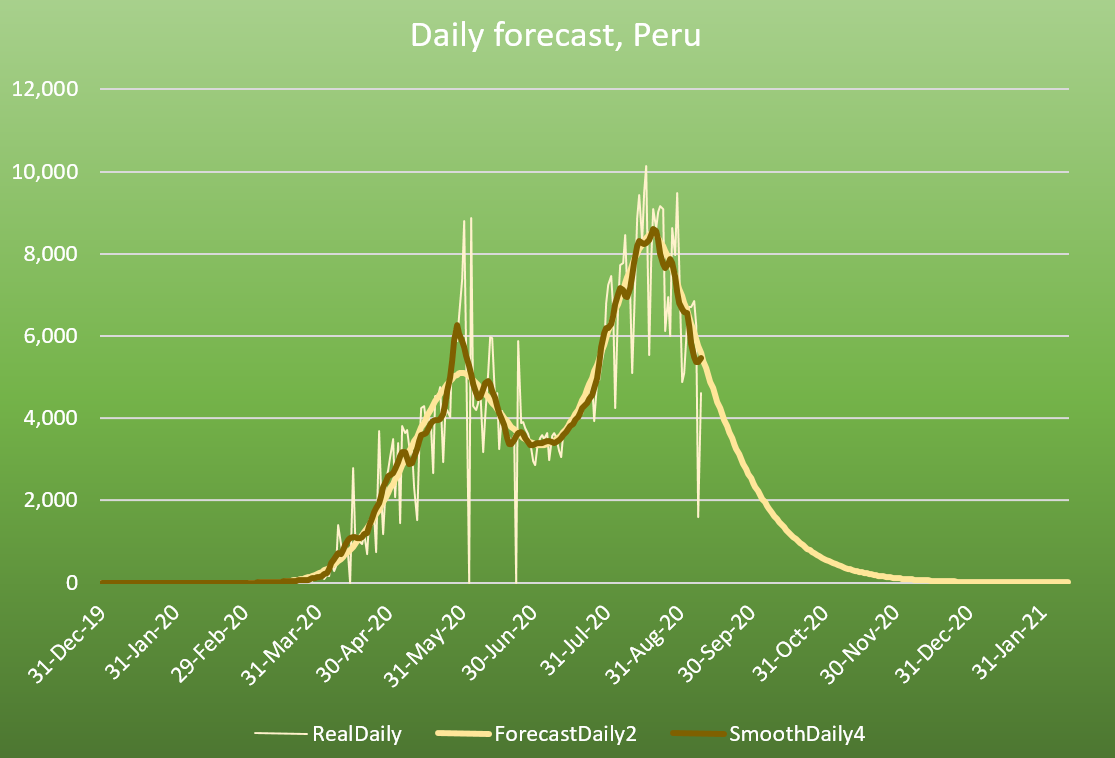 Daily forecast, Peru
12,000
10,000
8,000
6,000
4,000
2,000
0
31-Dec-19
31-Jan-20
29-Feb-20
31-Mar-20
30-Apr-20
31-May-20
30-Jun-20
31-Jul-20
31-Aug-20
30-Sep-20
31-Oct-20
30-Nov-20
31-Dec-20
31-Jan-21
RealDaily ForecastDaily2 SmoothDaily4